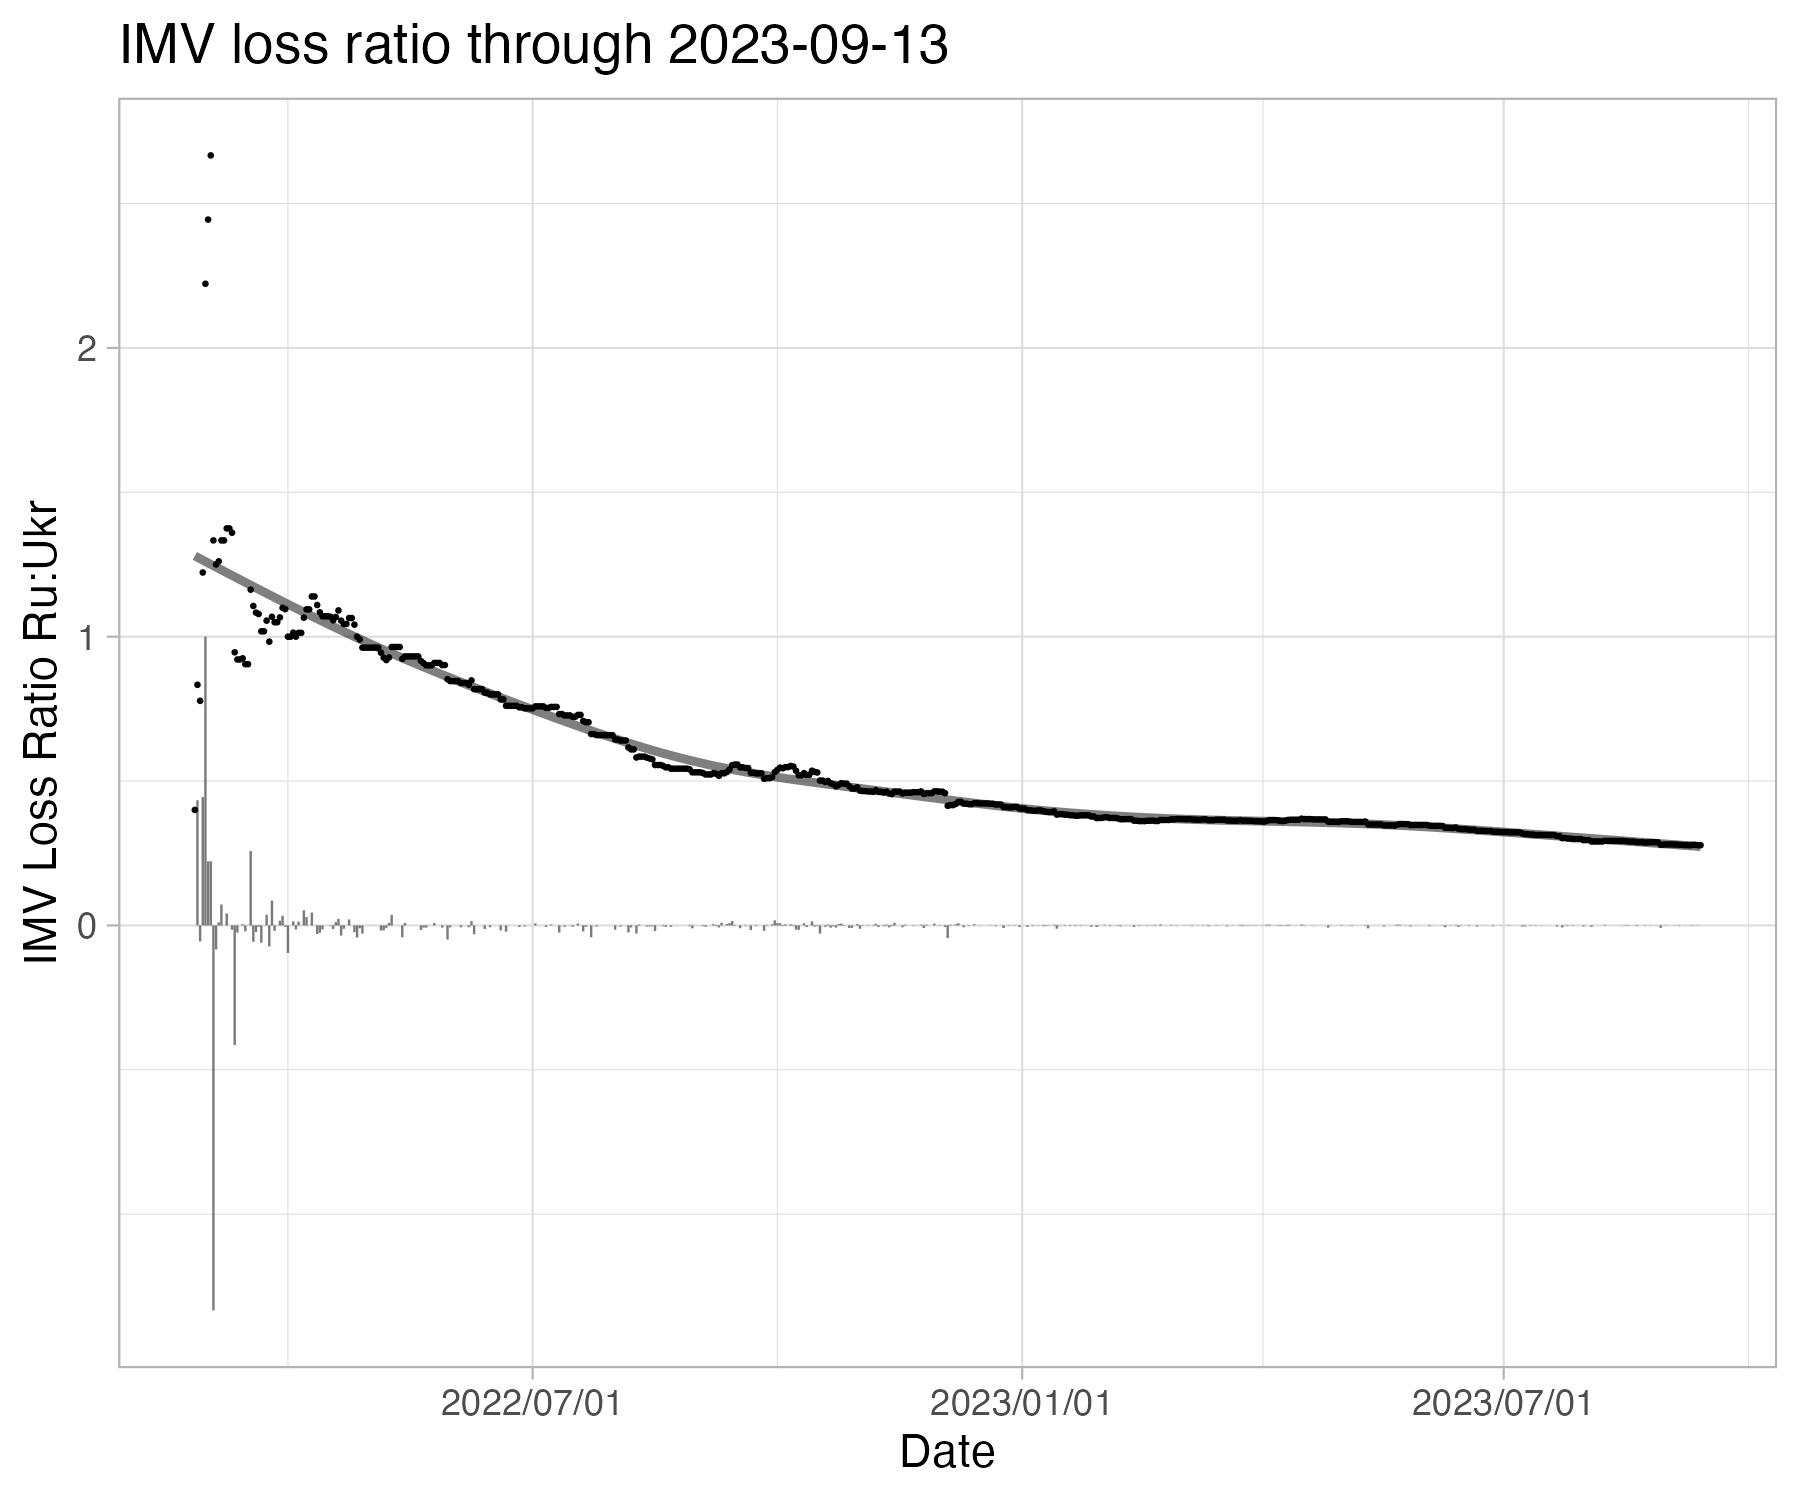 IMV loss ratio through 2023-09-13
IMV Loss Ratio Ru:Ukr
2
1
0
2022/07/01
2023/01/01
2023/07/01
Date